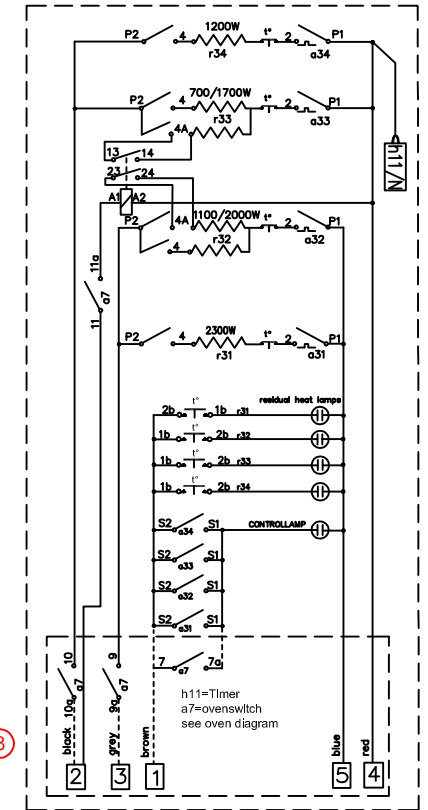 1200W
P2 4 r34 t° 2 a34 P1
700/1700W
P2 4 r33 t° 2 a33 P1
4A
h11/N
13 14
23 24
A1 A2
1100/2000W
P2 4A r32 t° 2 a32 P1
4
11a
a7
11
2300W
P2 4 r31 t° 2 a31 P1
residual heat lamps
t°
2b 1b r31
t°
1b 2b r32
t°
1b 2b r33
t°
1b 2b r34
S2 a34 S1 CONTROLLAMP
S2 a33 S1
S2 a32 S1
S2 a31 S1
7 a7 7a
10 a7 10a
9 a7 9a
h11=Timer
a7=ovenswitch
see oven diagram
black grey brown blue red
2 3 1 5 4